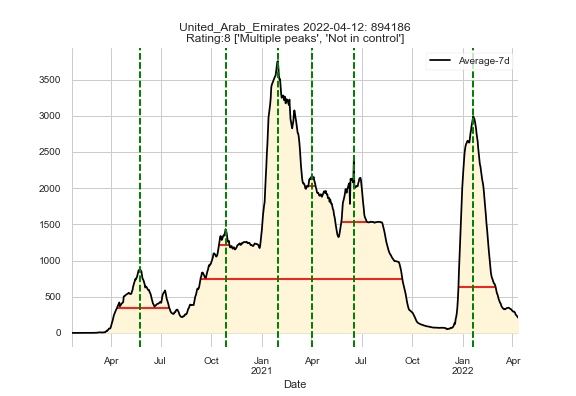 United_Arab_Emirates 2022-04-12: 894186
Rating:8 ['Multiple peaks', 'Not in control']
Average-7d
3500
3000
2500
2000
1500
1000
500
0
Apr Jul Oct Jan Apr Jul Oct Jan Apr
2021 2022
Date